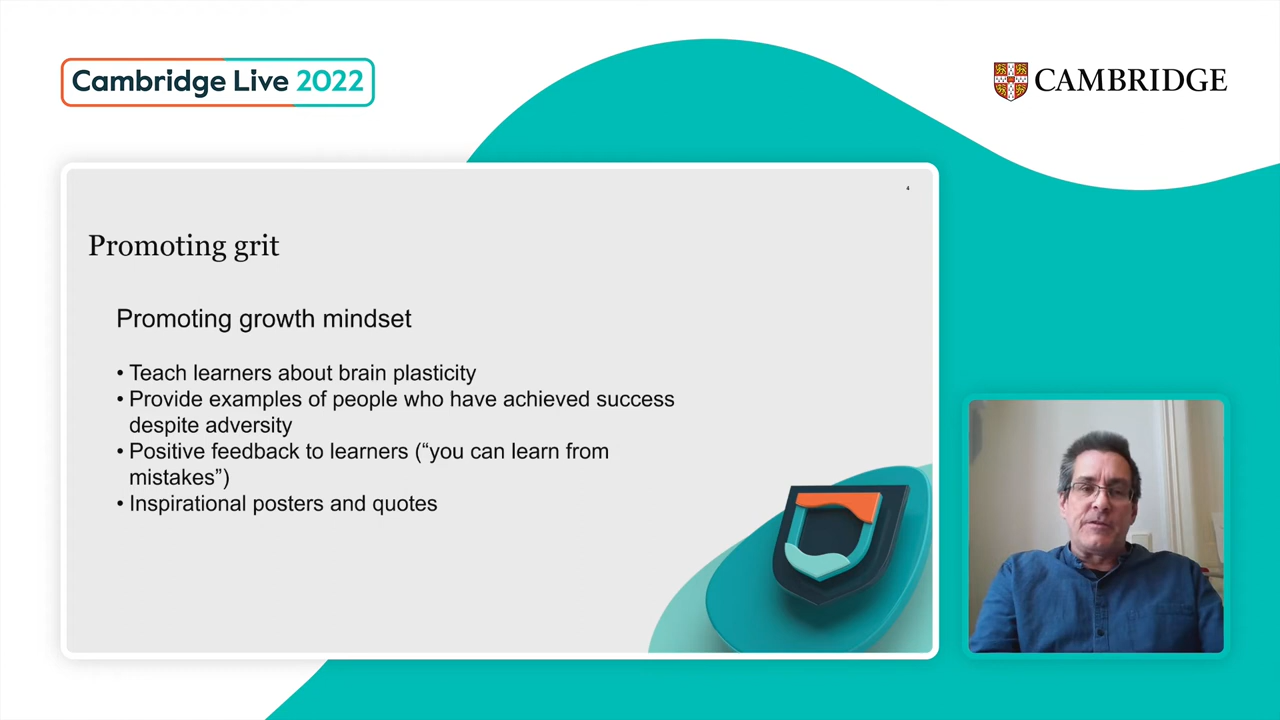 Cambridge Live 2022
CAMBRIDGE
4
Promoting grit
Promoting growth mindset
• Teach learners about brain plasticity
• Provide examples of people who have achieved success
despite adversity
• Positive feedback to learners (“you can learn from
mistakes”)
• Inspirational posters and quotes